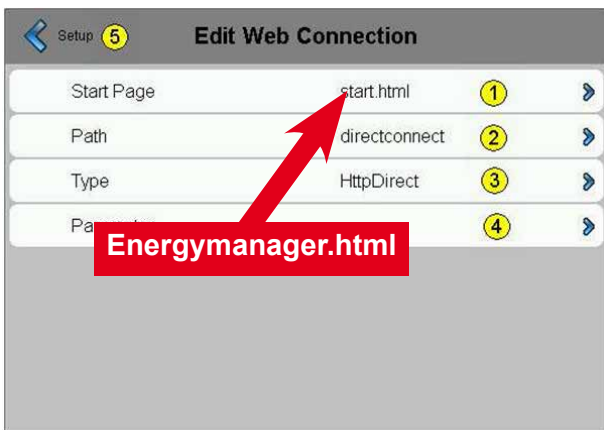 Setup 5 Edit Web Connection
Start Page start.html 1
Path directconnect 2
Type HttpDirect 3
4
Energymanager.html